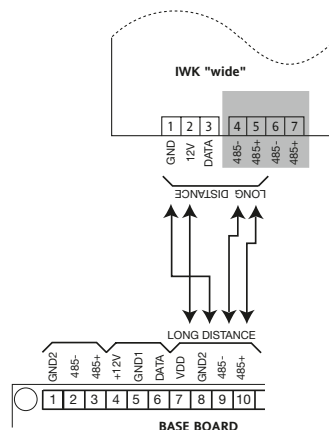 IWK "wide"
1 2 3 4 5 6 7
GND 12V DATA 485- 485+ 485- 485+
LONG DISTANCE
LONG DISTANCE
GND2 485- 485+ +12V GND1 DATA VDD GND2 485- 485+
1 2 3 4 5 6 7 8 9 10
BASE BOARD